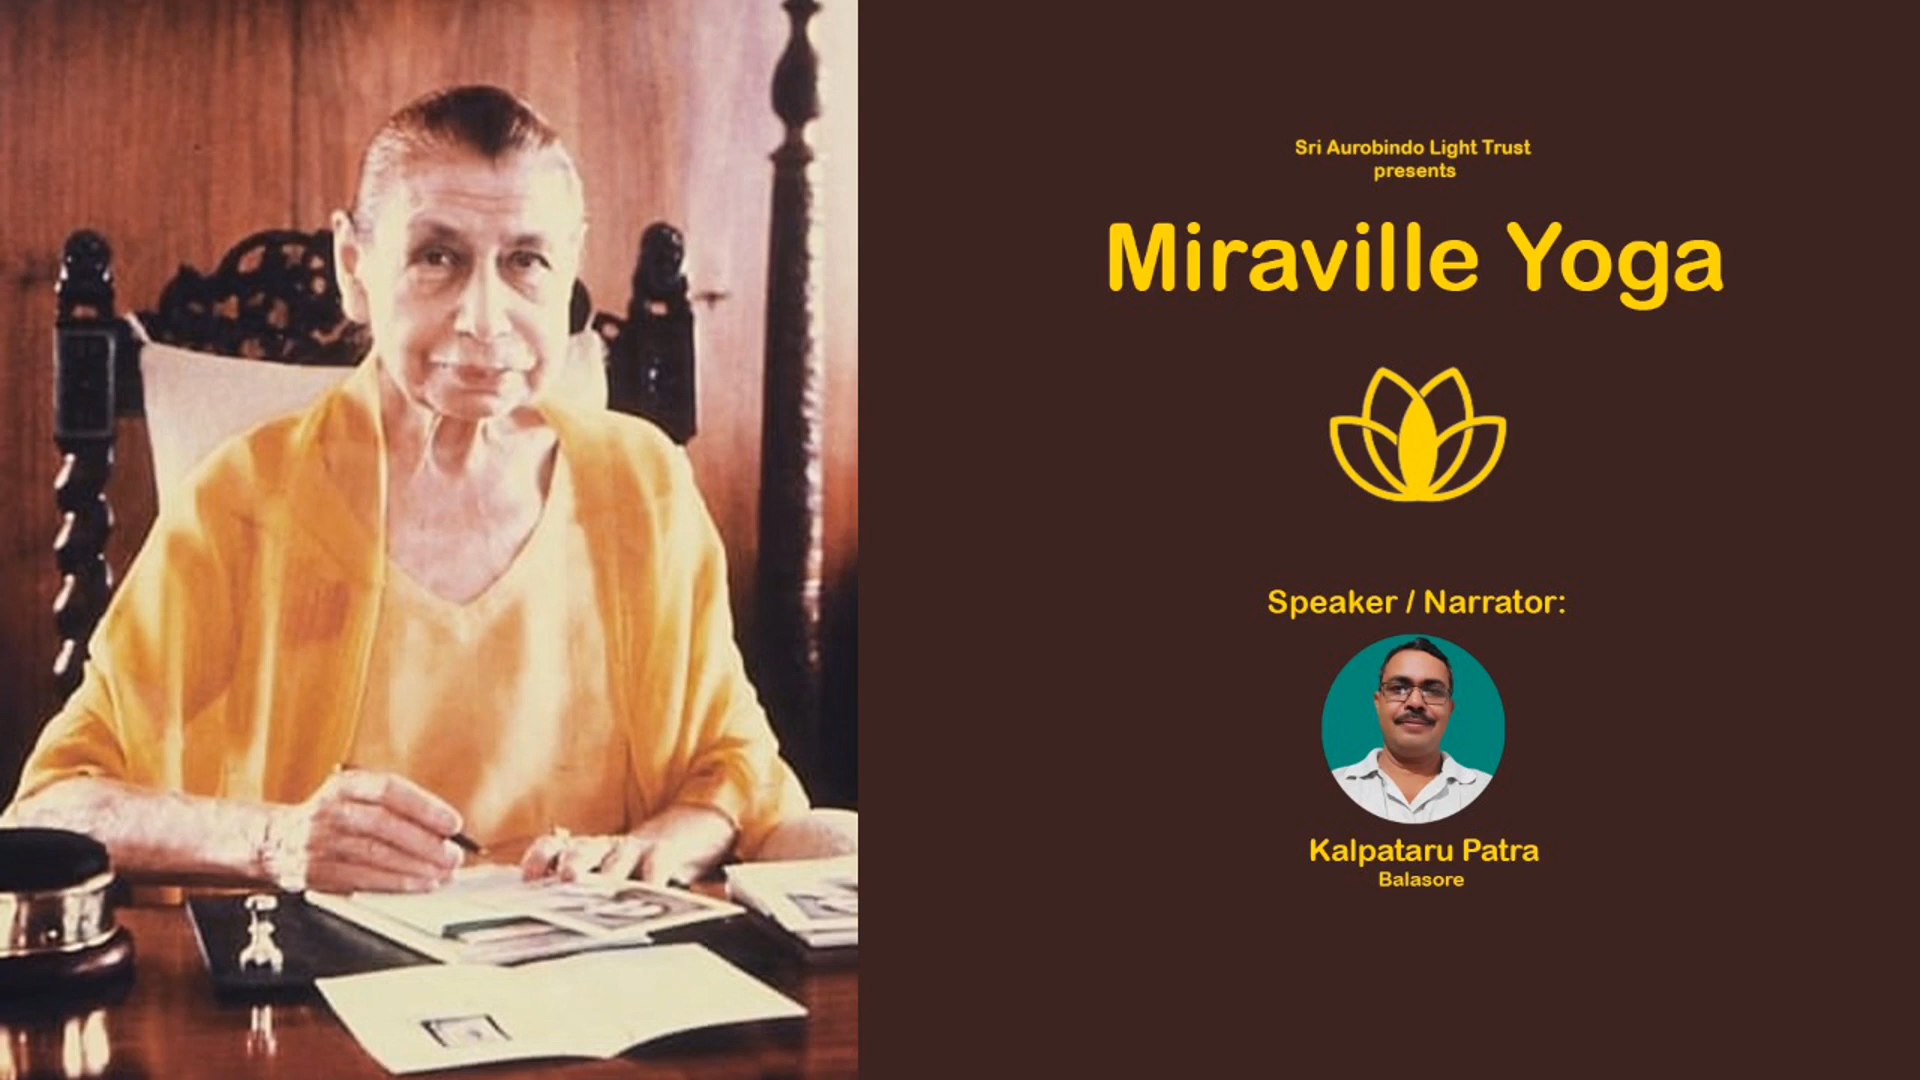 Sri Aurobindo Light Trust
presents
Miraville Yoga
Speaker / Narrator:
Kalpataru Patra
Balasore